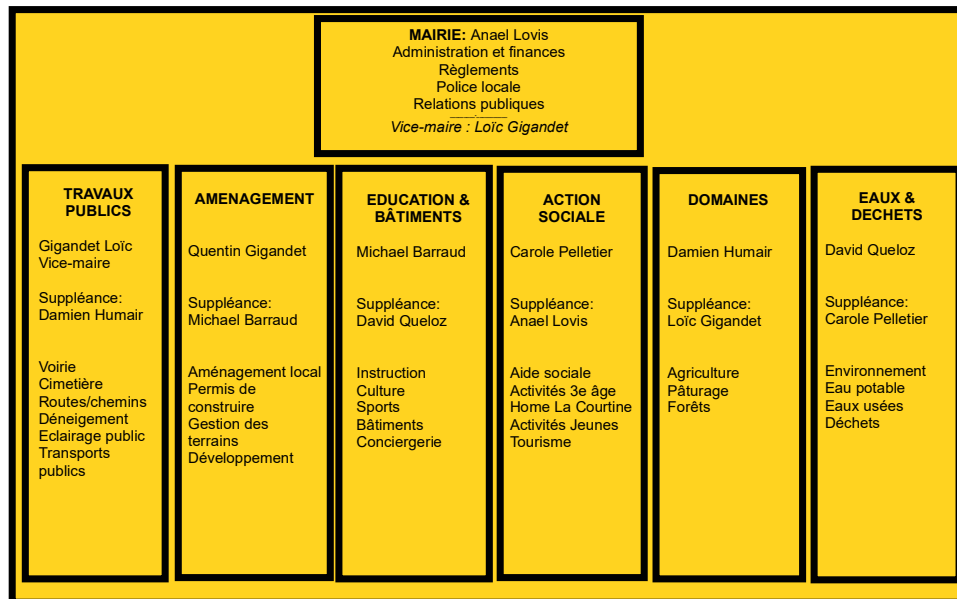 MAIRIE: Anael Lovis
Administration et finances
Règlements
Police locale
Relations publiques
Vice-maire : Loïc Gigandet
TRAVAUX
PUBLICS
Gigandet Loïc
Vice-maire
Suppléance:
Damien Humair
Voirie
Cimetière
Routes/chemins
Déneigement
Eclairage public
Transports
publics
AMENAGEMENT
Quentin Gigandet
Suppléance:
Michael Barraud
Aménagement local
Permis de
construire
Gestion des
terrains
Développement
EDUCATION &
BÂTIMENTS
Michael Barraud
Suppléance:
David Queloz
Instruction
Culture
Sports
Bâtiments
Conciergerie
ACTION
SOCIALE
Carole Pelletier
Suppléance:
Anael Lovis
Aide sociale
Activités 3e âge
Home La Courtine
Activités Jeunes
Tourisme
DOMAINES
Damien Humair
Suppléance:
Loïc Gigandet
Agriculture
Pâturage
Forêts
EAUX &
DECHETS
David Queloz
Suppléance:
Carole Pelletier
Environnement
Eau potable
Eaux usées
Déchets